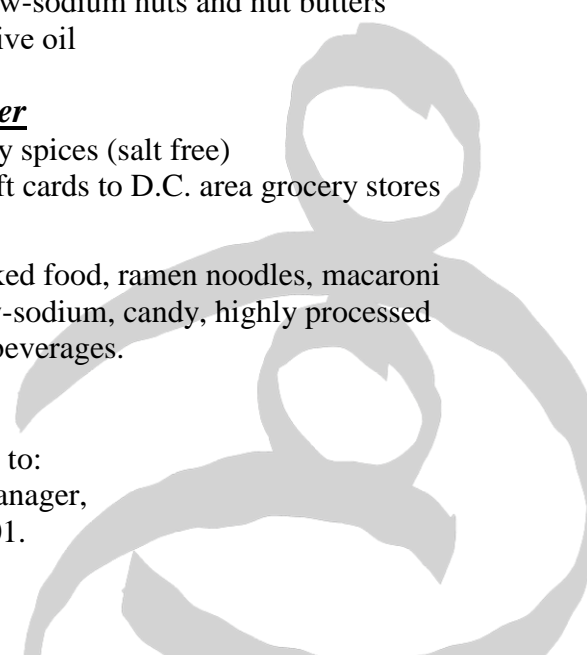 w-sodium nuts and nut butters
ive oil
er
y spices (salt free)
ft cards to D.C. area grocery stores
ked food, ramen noodles, macaroni
-sodium, candy, highly processed
beverages.
to:
anager,
01.